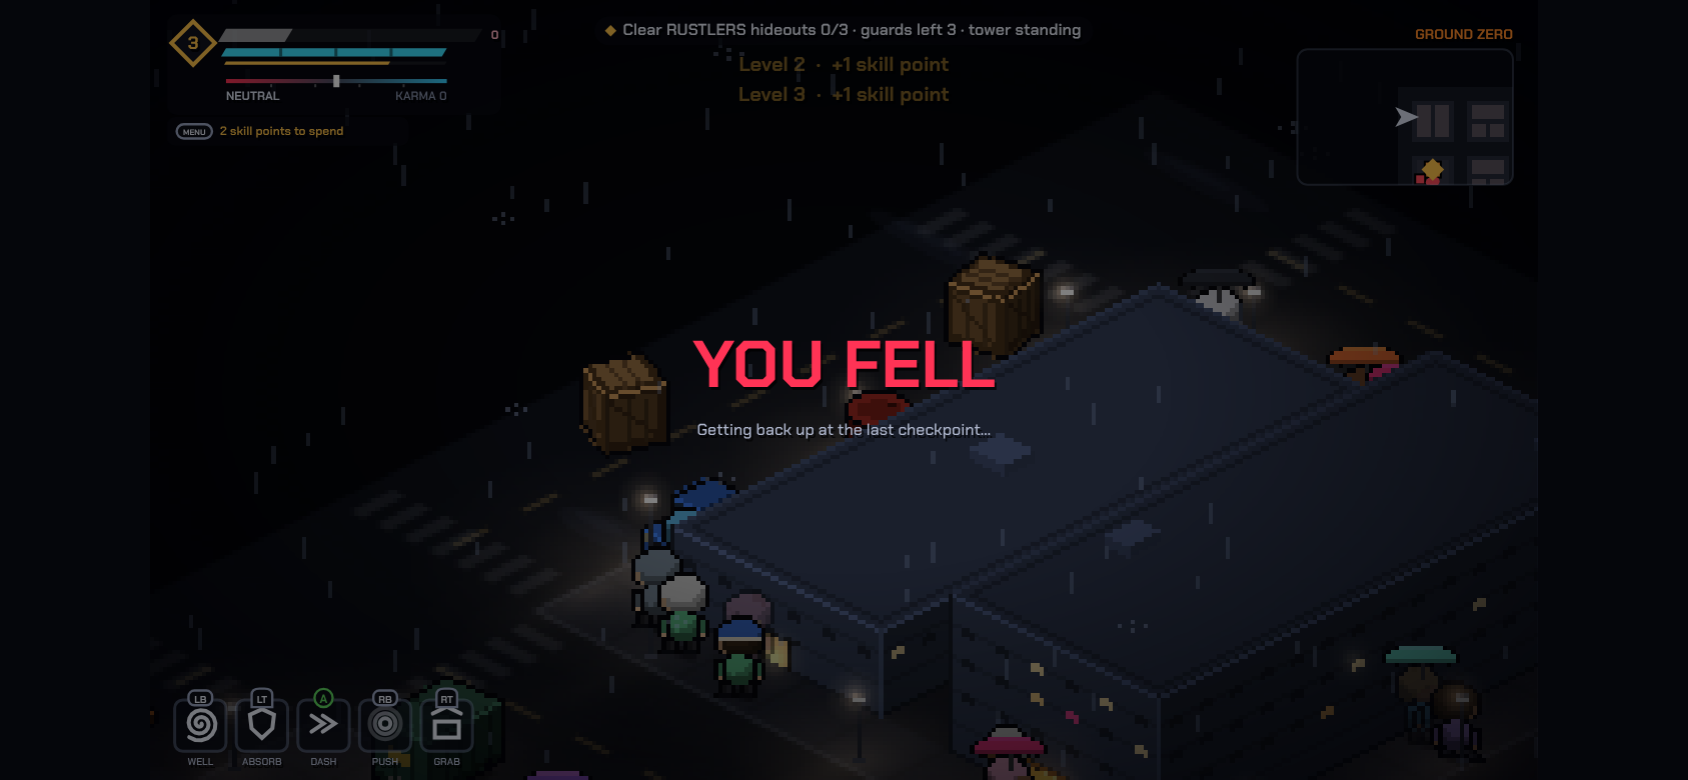 3
0
NEUTRAL KARMA 0
MENU 2 skill points to spend
◆ Clear RUSTLERS hideouts 0/3 · guards left 3 · tower standing
Level 2 · +1 skill point
Level 3 · +1 skill point
GROUND ZERO
YOU FELL
Getting back up at the last checkpoint...
LB LT A RB RT
WELL ABSORB DASH PUSH GRAB